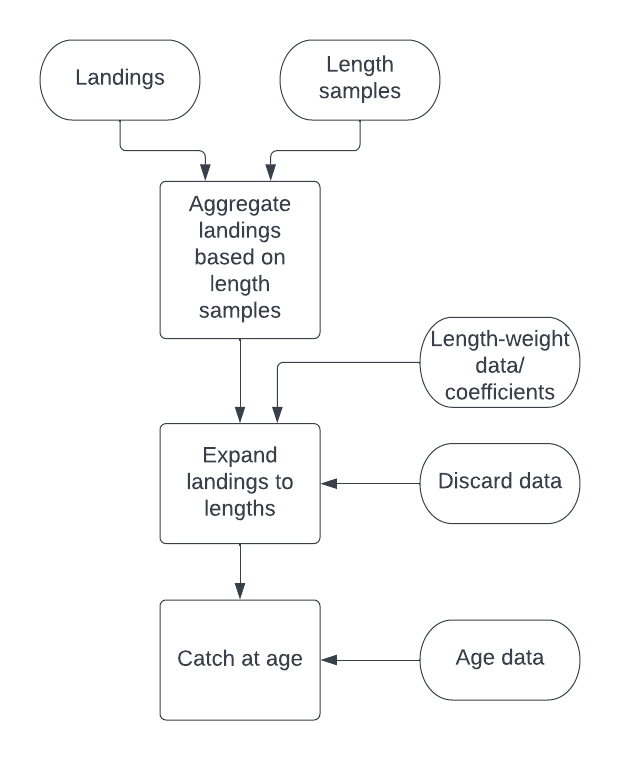 Landings
Length
samples
Aggregate
landings
based on
length
samples
Length-weight
data/
coefficients
Expand
landings to
lengths
Discard data
Catch at age
Age data